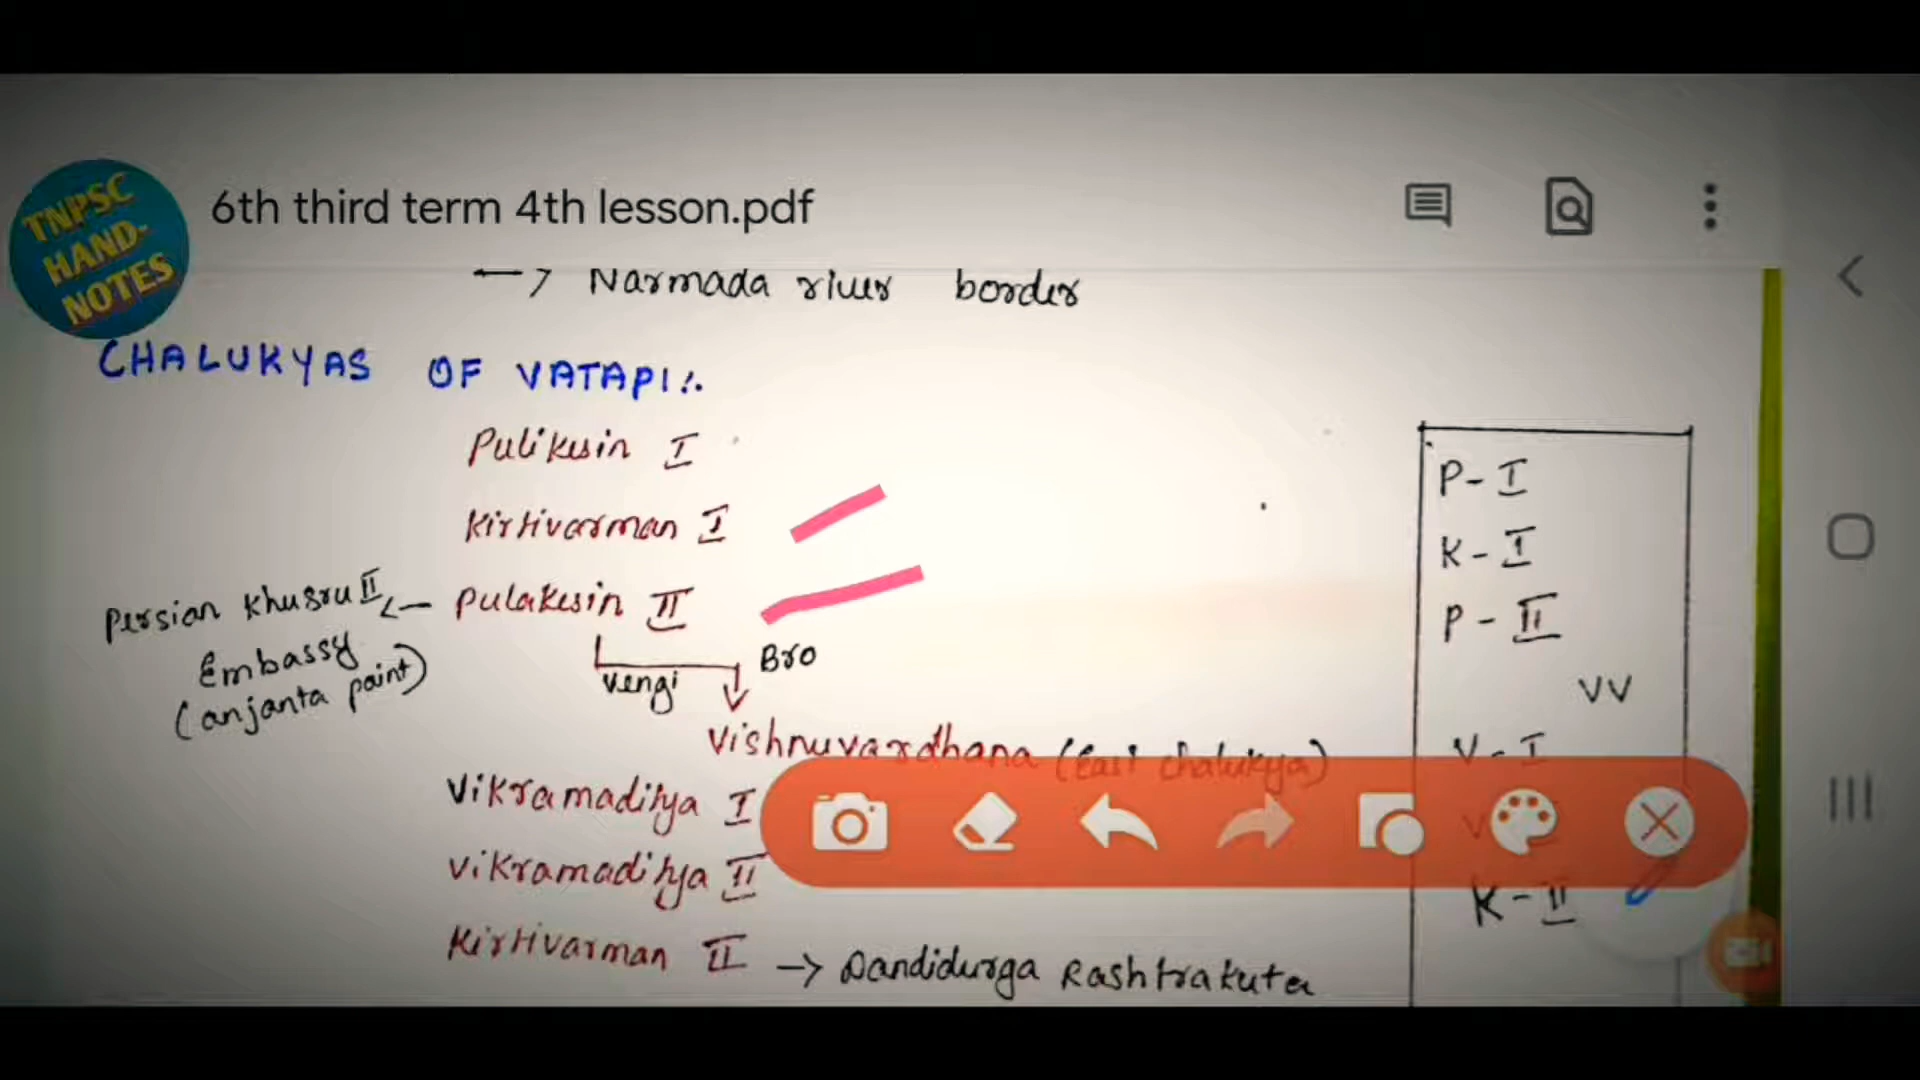 TNPSC
HAND-
NOTES
6th third term 4th lesson.pdf
—> Narmada river border
CHALUKYAS OF VATAPI:.
Pulikesin I
Kirtivarman I
Persian Khusru II <— Pulakesin II
Embassy
(anjanta paint)
Vengi
Bro
Vishnuvardhana (East Chalukya)
Vikramaditya I
Vikramaditya II
Kirtivarman II —> Dandidurga Rashtrakuta
P - I
K - I
P - II
VV
V - I
V
K - II